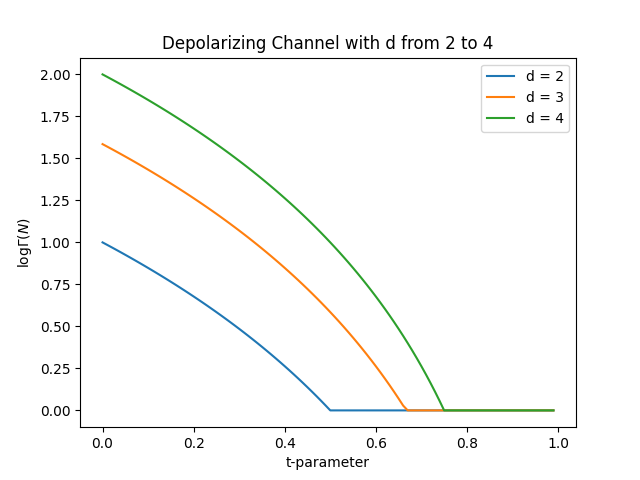 Depolarizing Channel with d from 2 to 4
d = 2
d = 3
d = 4
logΓ(N)
2.00
1.75
1.50
1.25
1.00
0.75
0.50
0.25
0.00
0.0 0.2 0.4 0.6 0.8 1.0
t-parameter